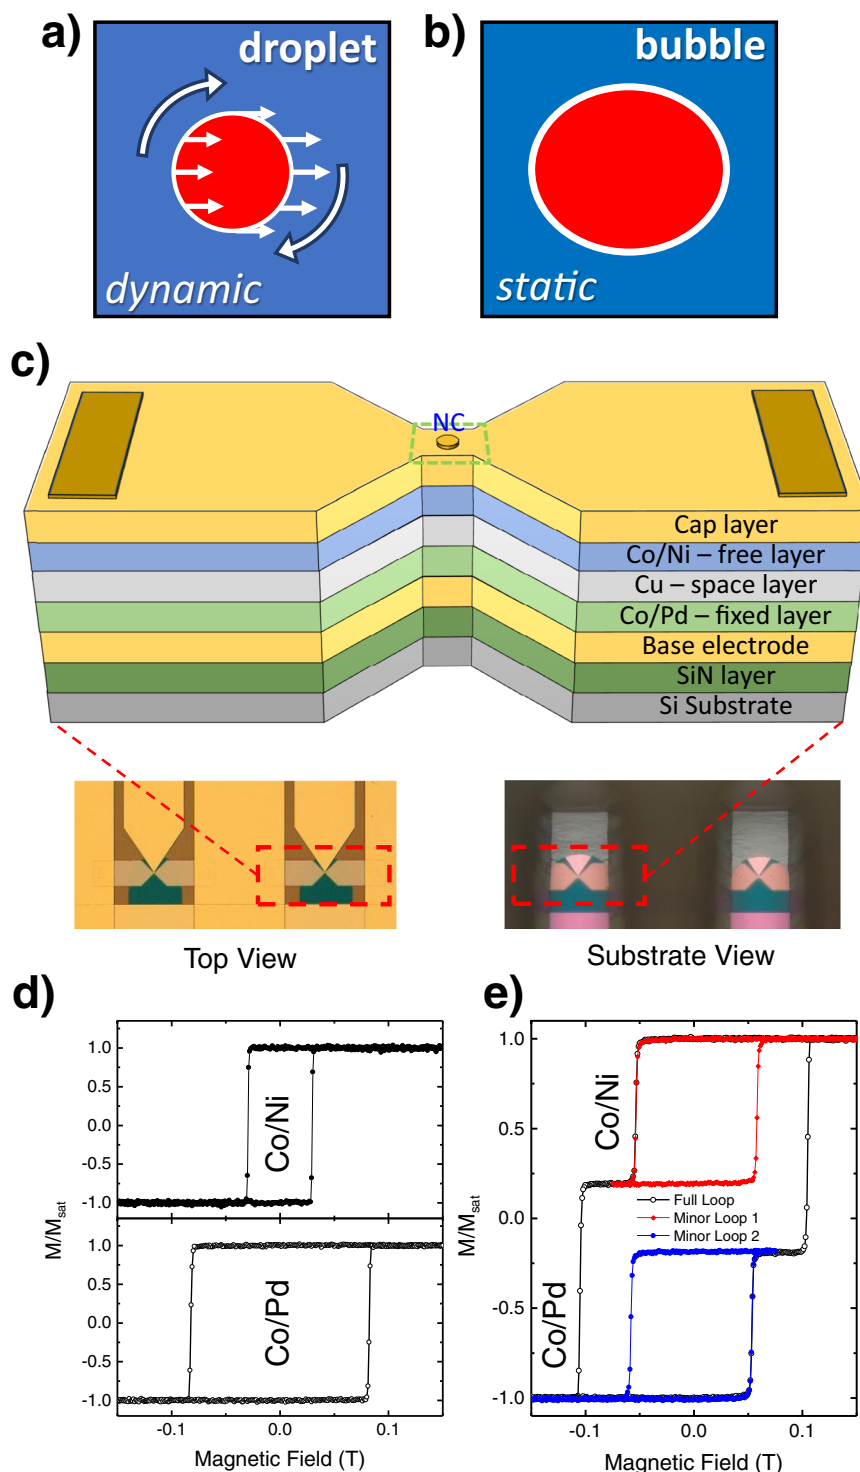 a)
droplet
dynamic
b)
bubble
static
c)
NC
Cap layer
Co/Ni – free layer
Cu – space layer
Co/Pd – fixed layer
Base electrode
SiN layer
Si Substrate
Top View
Substrate View
d)
1.0
0.5
0.0
-0.5
-1.0
Co/Ni
M/M_sat
1.0
0.5
0.0
-0.5
-1.0
Co/Pd
-0.1
0.0
0.1
Magnetic Field (T)
e)
1.0
0.5
0.0
-0.5
-1.0
M/M_sat
Co/Ni
Co/Pd
Full Loop
Minor Loop 1
Minor Loop 2
-0.1
0.0
0.1
Magnetic Field (T)